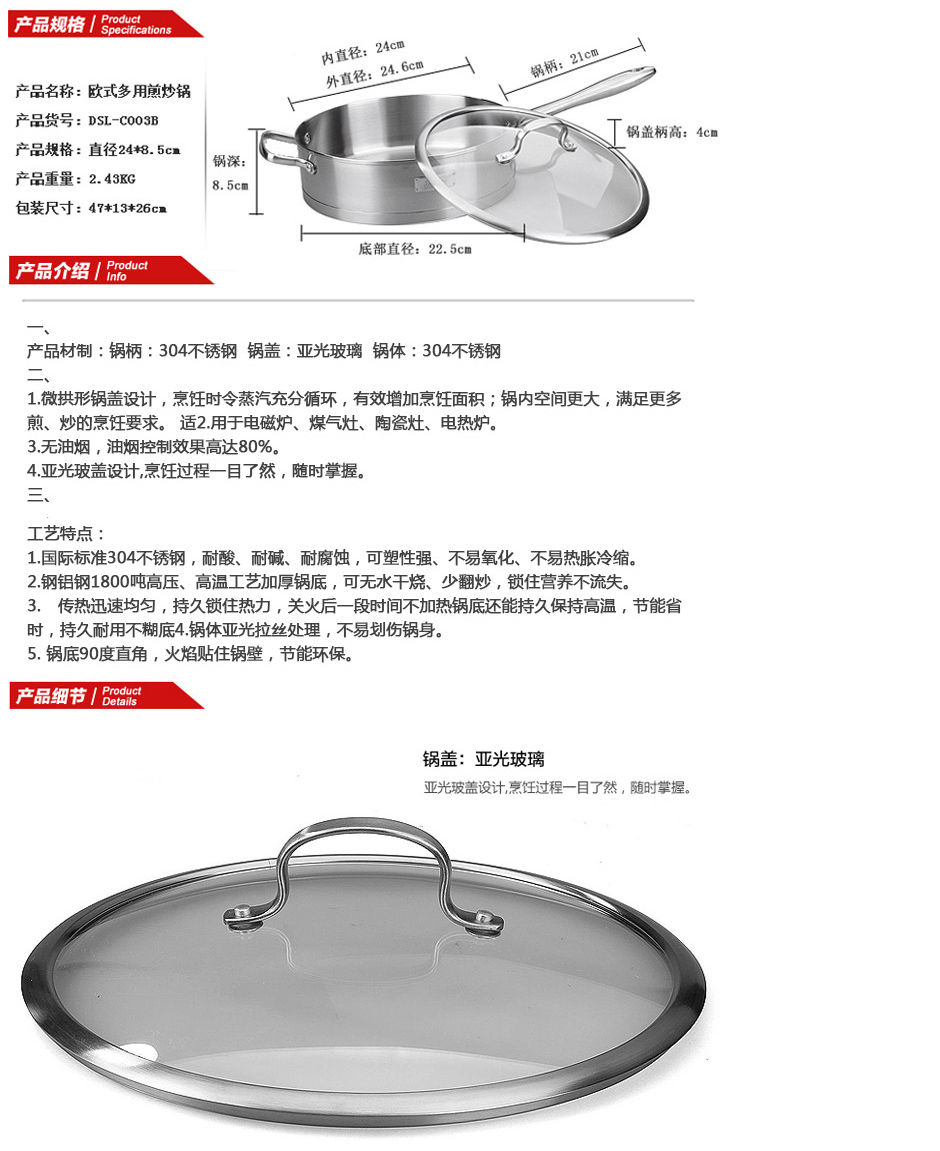 产品规格 / Product Specifications
产品名称：欧式多用煎炒锅
产品货号：DSL-C003B
产品规格：直径24*8.5cm
产品重量：2.43KG
包装尺寸：47*13*26cm
内直径：24cm
外直径：24.6cm
锅柄：21cm
锅盖柄高：4cm
锅深：
8.5cm
底部直径：22.5cm
产品介绍 / Product Info
一、
产品材制：锅柄：304不锈钢 锅盖：亚光玻璃 锅体：304不锈钢
二、
1.微拱形锅盖设计，烹饪时令蒸汽充分循环，有效增加烹饪面积；锅内空间更大，满足更多
煎、炒的烹饪要求。 适2.用于电磁炉、煤气灶、陶瓷灶、电热炉。
3.无油烟，油烟控制效果高达80%。
4.亚光玻盖设计,烹饪过程一目了然，随时掌握。
三、
工艺特点：
1.国际标准304不锈钢，耐酸、耐碱、耐腐蚀，可塑性强、不易氧化、不易热胀冷缩。
2.钢铝钢1800吨高压、高温工艺加厚锅底，可无水干烧、少翻炒，锁住营养不流失。
3. 传热迅速均匀，持久锁住热力，关火后一段时间不加热锅底还能持久保持高温，节能省
时，持久耐用不糊底4.锅体亚光拉丝处理，不易划伤锅身。
5. 锅底90度直角，火焰贴住锅壁，节能环保。
产品细节 / Product Details
锅盖：亚光玻璃
亚光玻盖设计,烹饪过程一目了然，随时掌握。